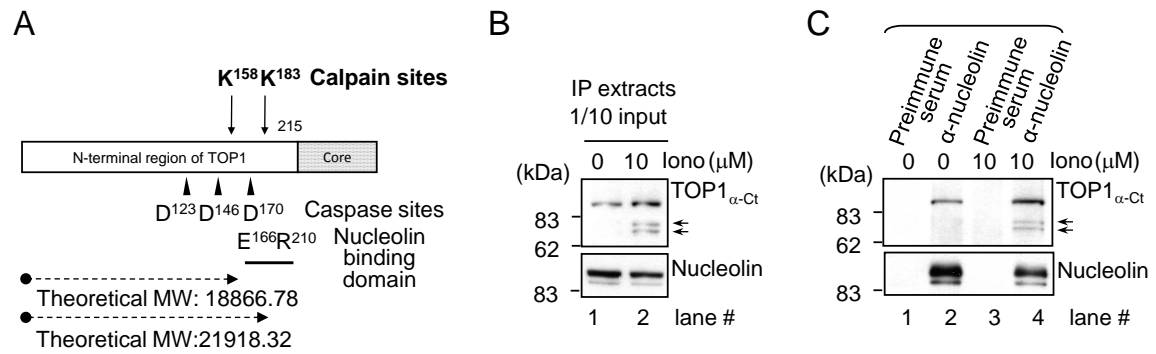 A
K158K183 Calpain sites
215
N-terminal region of TOP1
Core
D123 D146 D170
Caspase sites
E166R210
Nucleolin
binding
domain
Theoretical MW: 18866.78
Theoretical MW:21918.32
B
IP extracts
1/10 input
0 10 Iono (μM)
(kDa)
TOP1α-Ct
83
62
Nucleolin
83
1 2 lane #
C
Preimmune
serum
α-nucleolin
Preimmune
serum
α-nucleolin
0 0 10 10 Iono (μM)
(kDa)
TOP1α-Ct
83
62
Nucleolin
83
1 2 3 4 lane #